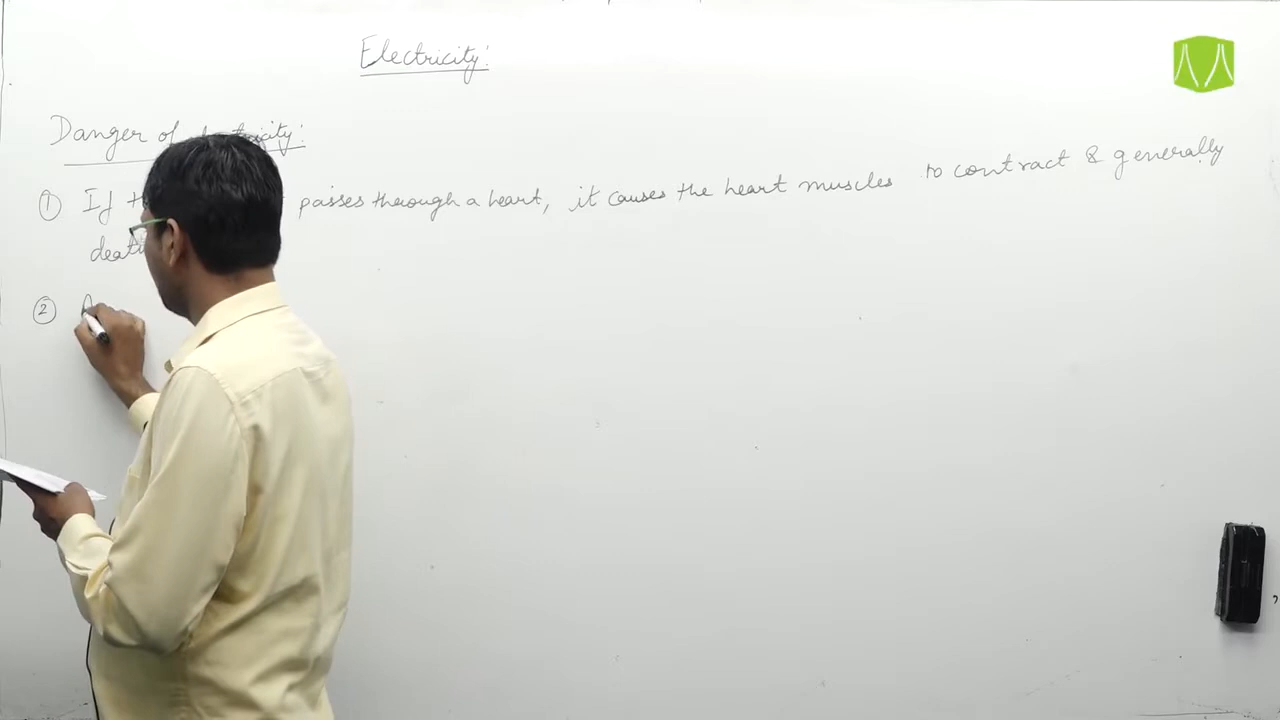 Electricity:
Danger of electricity:
1 If passes through a heart, it causes the heart muscles to contract & generally
death
2 A